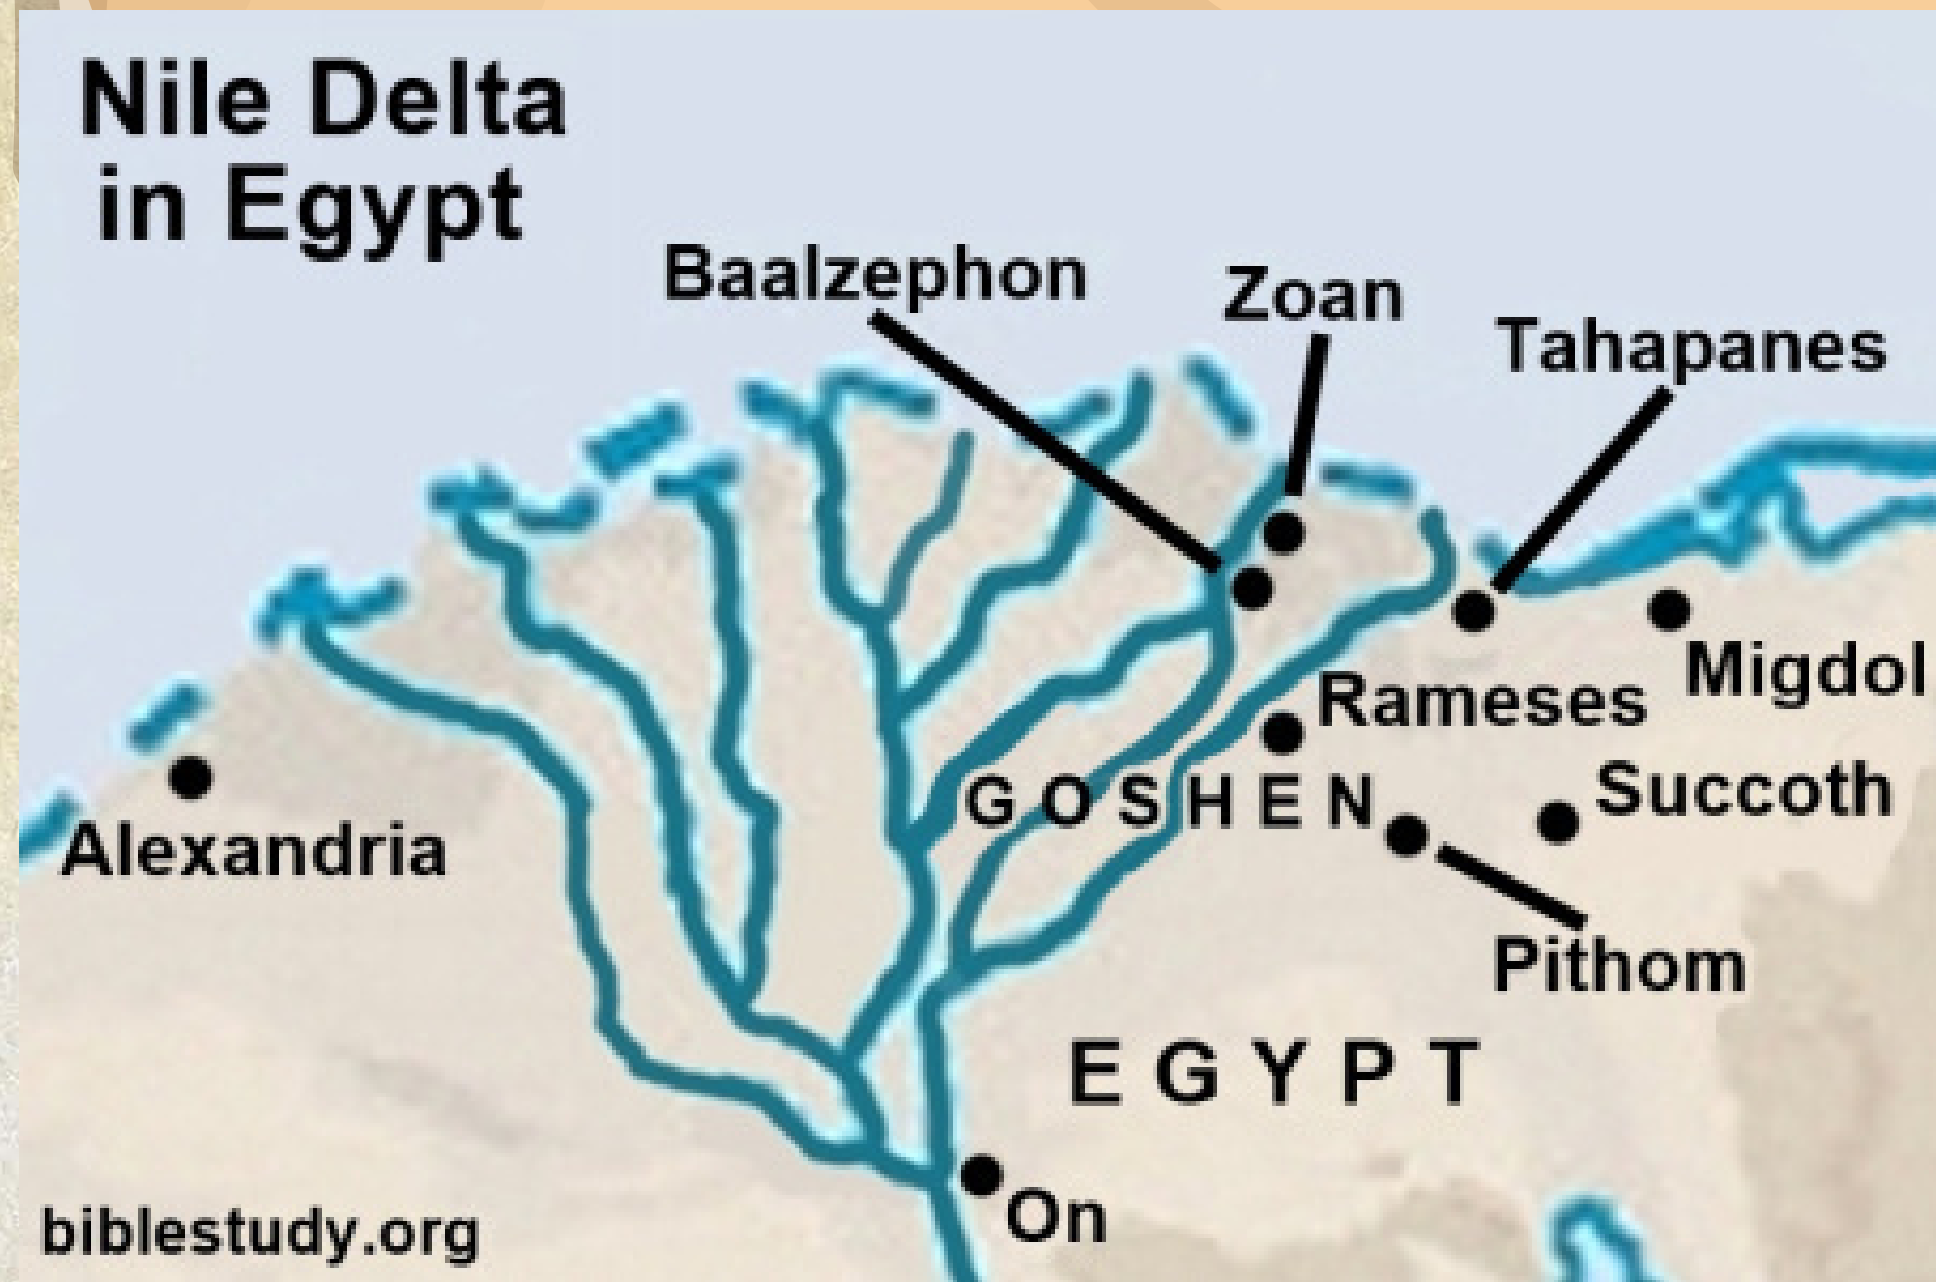 Nile Delta
in Egypt
Baalzephon
Zoan
Tahapanes
Migdol
Rameses
Succoth
GOSHEN
Alexandria
Pithom
EGYPT
On
biblestudy.org